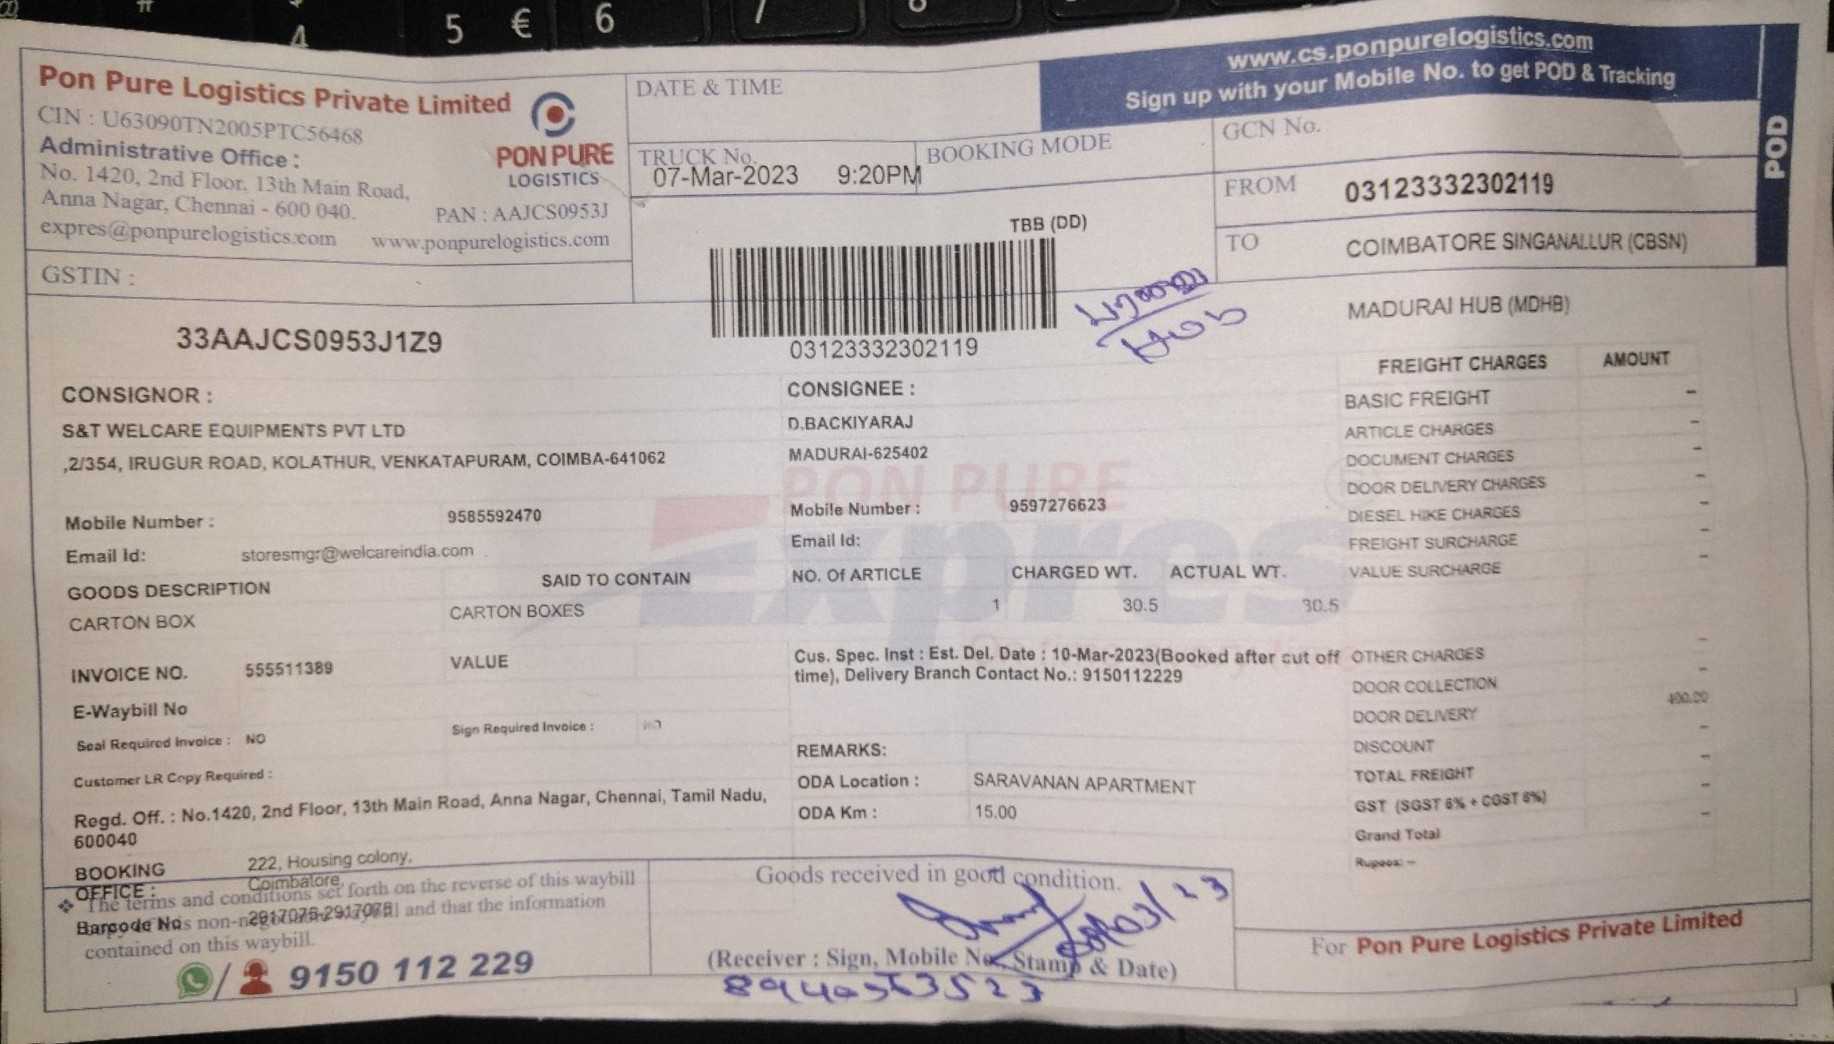 5 € 6
www.cs.ponpurelogistics.com
Sign up with your Mobile No. to get POD & Tracking
POD
Pon Pure Logistics Private Limited
CIN : U63090TN2005PTC56468
Administrative Office :
No. 1420, 2nd Floor, 13th Main Road,
Anna Nagar, Chennai - 600 040.
PAN : AAJCS0953J
expres@ponpurelogistics.com www.ponpurelogistics.com
PON PURE
LOGISTICS
GSTIN :
33AAJCS0953J1Z9
DATE & TIME
TRUCK No.
07-Mar-2023 9:20PM
BOOKING MODE
TBB (DD)
03123332302119
GCN No.
FROM 03123332302119
TO COIMBATORE SINGANALLUR (CBSN)
MADURAI HUB (MDHB)
CONSIGNOR :
S&T WELCARE EQUIPMENTS PVT LTD
,2/354, IRUGUR ROAD, KOLATHUR, VENKATAPURAM, COIMBA-641062
Mobile Number : 9585592470
Email Id: storesmgr@welcareindia.com
CONSIGNEE :
D.BACKIYARAJ
MADURAI-625402
PON PURE
Expres
Mobile Number : 9597276623
Email Id:
GOODS DESCRIPTION SAID TO CONTAIN
CARTON BOX CARTON BOXES
NO. Of ARTICLE CHARGED WT. ACTUAL WT.
1 30.5 30.5
INVOICE NO. 555511389 VALUE
E-Waybill No
Seal Required Invoice : NO Sign Required Invoice : NO
Customer LR Copy Required :
Cus. Spec. Inst : Est. Del. Date : 10-Mar-2023(Booked after cut off
time), Delivery Branch Contact No.: 9150112229
REMARKS:
ODA Location : SARAVANAN APARTMENT
ODA Km : 15.00
FREIGHT CHARGES AMOUNT
BASIC FREIGHT -
ARTICLE CHARGES -
DOCUMENT CHARGES -
DOOR DELIVERY CHARGES -
DIESEL HIKE CHARGES -
FREIGHT SURCHARGE -
VALUE SURCHARGE -
OTHER CHARGES -
DOOR COLLECTION -
DOOR DELIVERY 400.00
DISCOUNT -
TOTAL FREIGHT -
GST (SGST 6% + CGST 6%) -
Grand Total -
Rupees: -
Regd. Off. : No.1420, 2nd Floor, 13th Main Road, Anna Nagar, Chennai, Tamil Nadu,
600040
BOOKING 222, Housing colony,
OFFICE : Coimbatore,
The terms and conditions set forth on the reverse of this waybill
Barcode No 2917075-2917075
and that the information
contained on this waybill.
9150 112 229
Goods received in good condition.
(Receiver : Sign, Mobile No., Stamp & Date)
For Pon Pure Logistics Private Limited